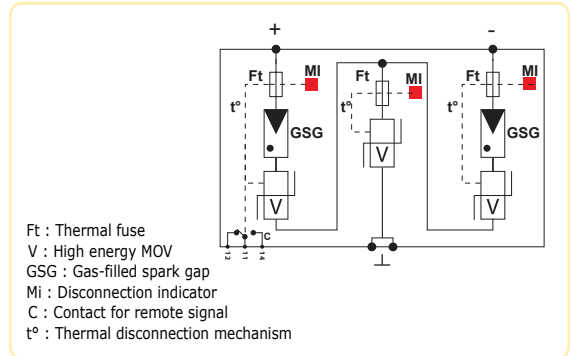 + -
Ft MI Ft MI Ft MI
t° t° t°
GSG GSG
V
V V
C
12 11 14
Ft : Thermal fuse
V : High energy MOV
GSG : Gas-filled spark gap
Mi : Disconnection indicator
C : Contact for remote signal
t° : Thermal disconnection mechanism